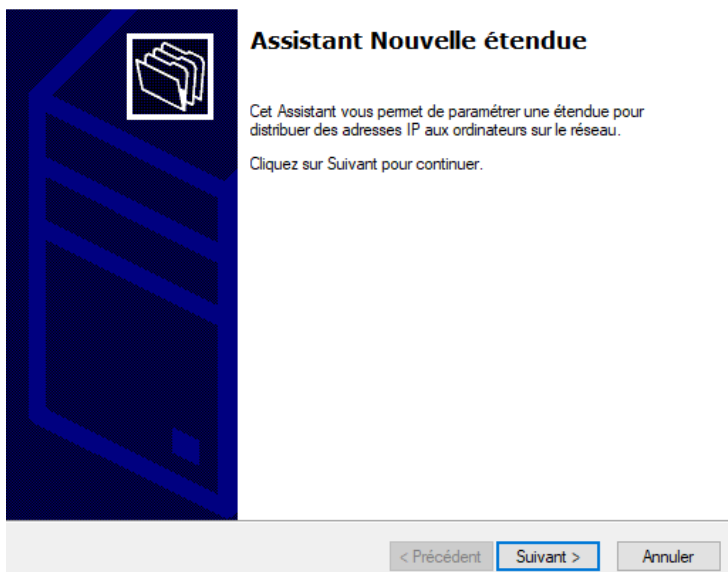 Assistant Nouvelle étendue
Cet Assistant vous permet de paramétrer une étendue pour
distribuer des adresses IP aux ordinateurs sur le réseau.
Cliquez sur Suivant pour continuer.
< Précédent
Suivant >
Annuler